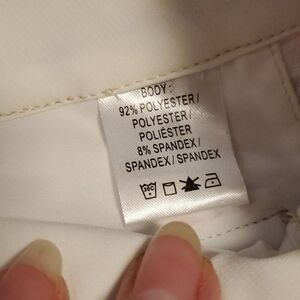 BODY:
92% POLYESTER/
POLYESTER/
POLIÉSTER
8% SPANDEX/
SPANDEX/SPANDEX